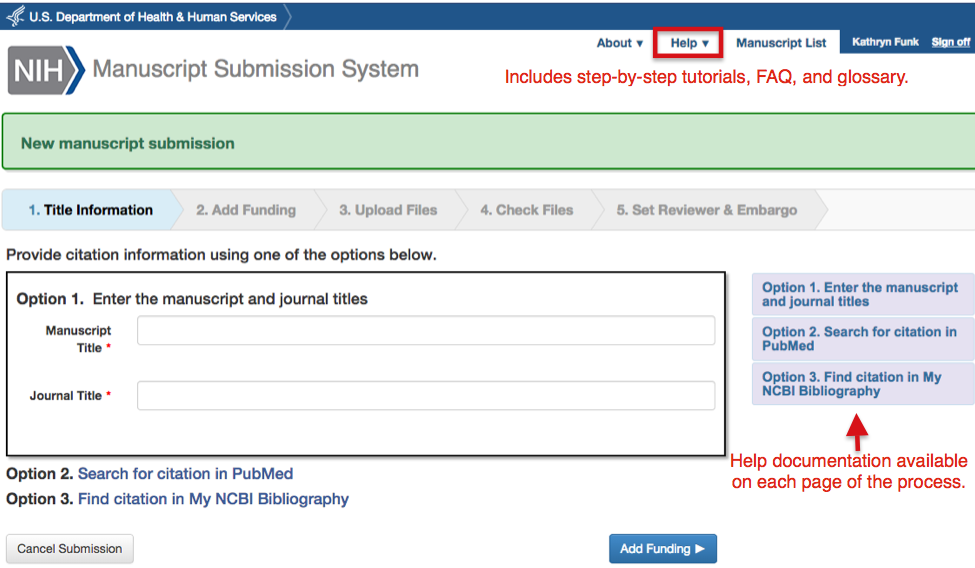 U.S. Department of Health & Human Services
About ▾ Help ▾ Manuscript List Kathryn Funk Sign off
NIH Manuscript Submission System
Includes step-by-step tutorials, FAQ, and glossary.
New manuscript submission
1. Title Information 2. Add Funding 3. Upload Files 4. Check Files 5. Set Reviewer & Embargo
Provide citation information using one of the options below.
Option 1. Enter the manuscript and journal titles
Manuscript
Title *
Journal Title *
Option 1. Enter the manuscript
and journal titles
Option 2. Search for citation in
PubMed
Option 3. Find citation in My
NCBI Bibliography
Help documentation available
on each page of the process.
Option 2. Search for citation in PubMed
Option 3. Find citation in My NCBI Bibliography
Cancel Submission Add Funding ▶